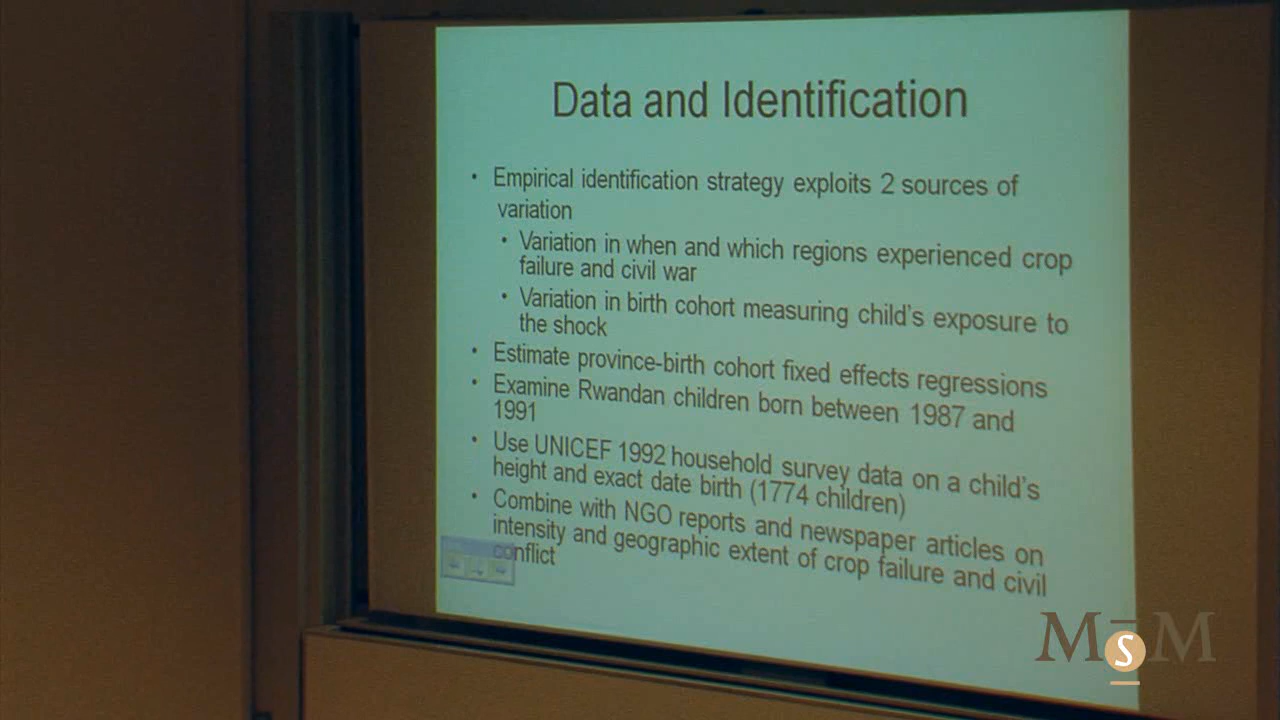 Data and Identification
• Empirical identification strategy exploits 2 sources of
variation
• Variation in when and which regions experienced crop
failure and civil war
• Variation in birth cohort measuring child's exposure to
the shock
• Estimate province-birth cohort fixed effects regressions
• Examine Rwandan children born between 1987 and
1991
• Use UNICEF 1992 household survey data on a child's
height and exact date birth (1774 children)
• Combine with NGO reports and newspaper articles on
intensity and geographic extent of crop failure and civil
conflict
MSM